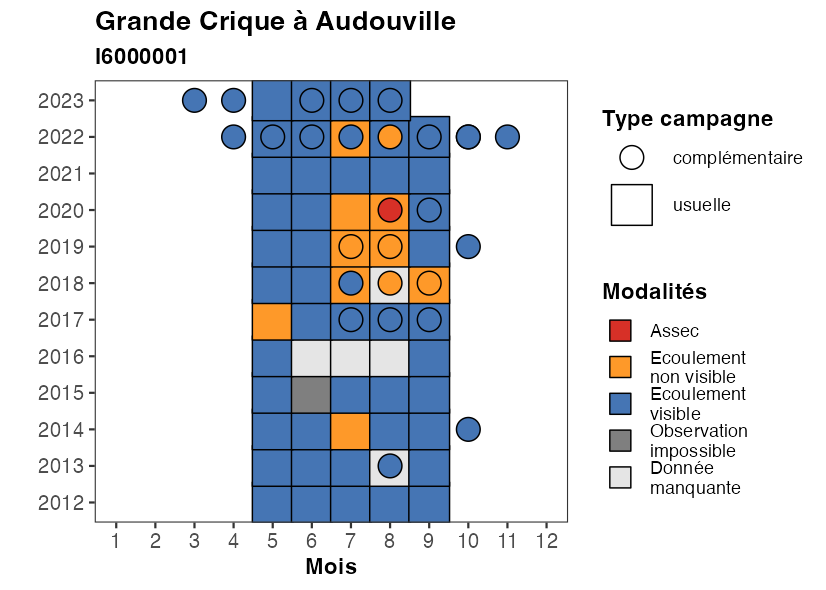 Grande Crique à Audouville
I6000001
2023
2022
2021
2020
2019
2018
2017
2016
2015
2014
2013
2012
1 2 3 4 5 6 7 8 9 10 11 12
Mois
Type campagne
complémentaire
usuelle
Modalités
Assec
Ecoulement
non visible
Ecoulement
visible
Observation
impossible
Donnée
manquante